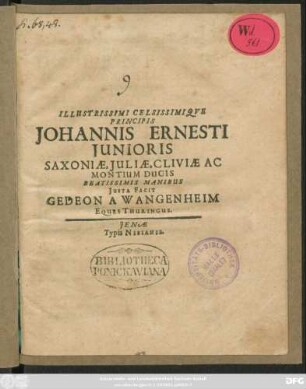 9
ILLUSTRISSIMI CELSISSIMIQVE
PRINCIPIS
JOHANNIS ERNESTI
JUNIORIS
SAXONIÆ, JULIÆ, CLIVIÆ AC
MONTIUM DUCIS
BEATISSIMIS MANIBUS
JUSTA FACIT
GEDEON A WANGENHEIM
EQUES THURINGUS.
JENÆ
Typis NISIANIS.
BIBLIOTHECA
PONICKAVIANA